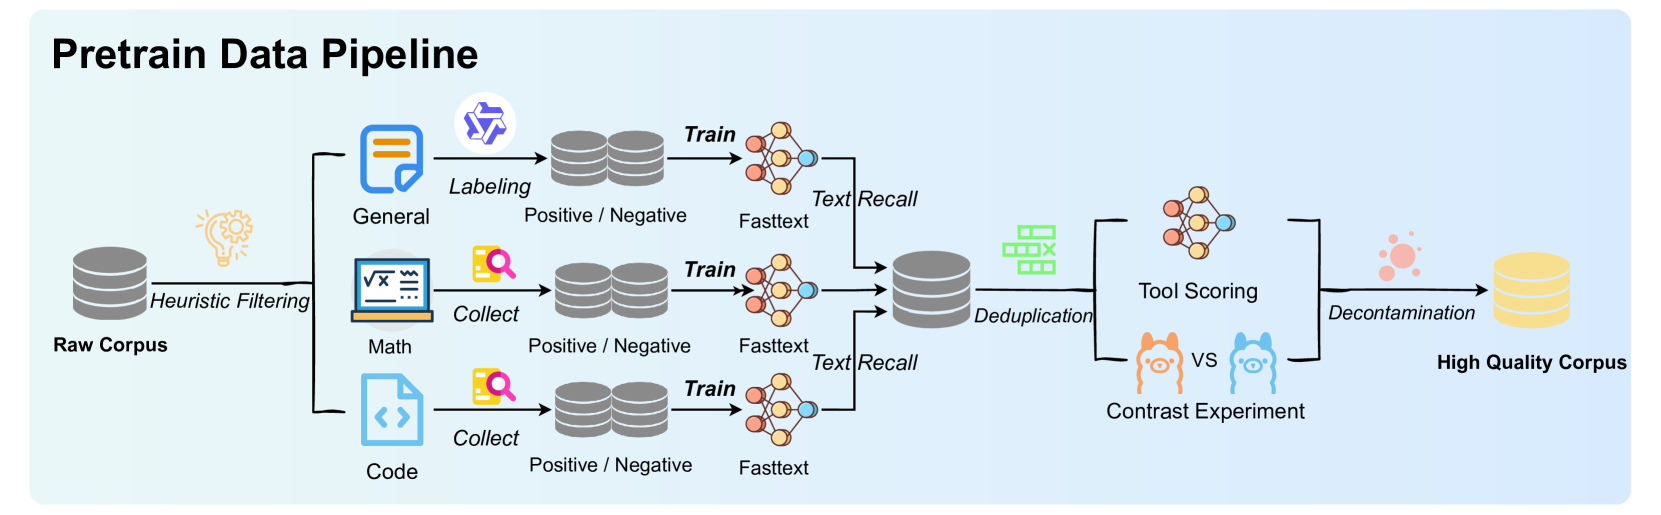 Pretrain Data Pipeline
Raw Corpus
Heuristic Filtering
General
Labeling
Positive / Negative
Train
Fasttext
Text Recall
Math
Collect
Positive / Negative
Train
Fasttext
Code
Collect
Positive / Negative
Train
Fasttext
Text Recall
Deduplication
Tool Scoring
VS
Contrast Experiment
Decontamination
High Quality Corpus